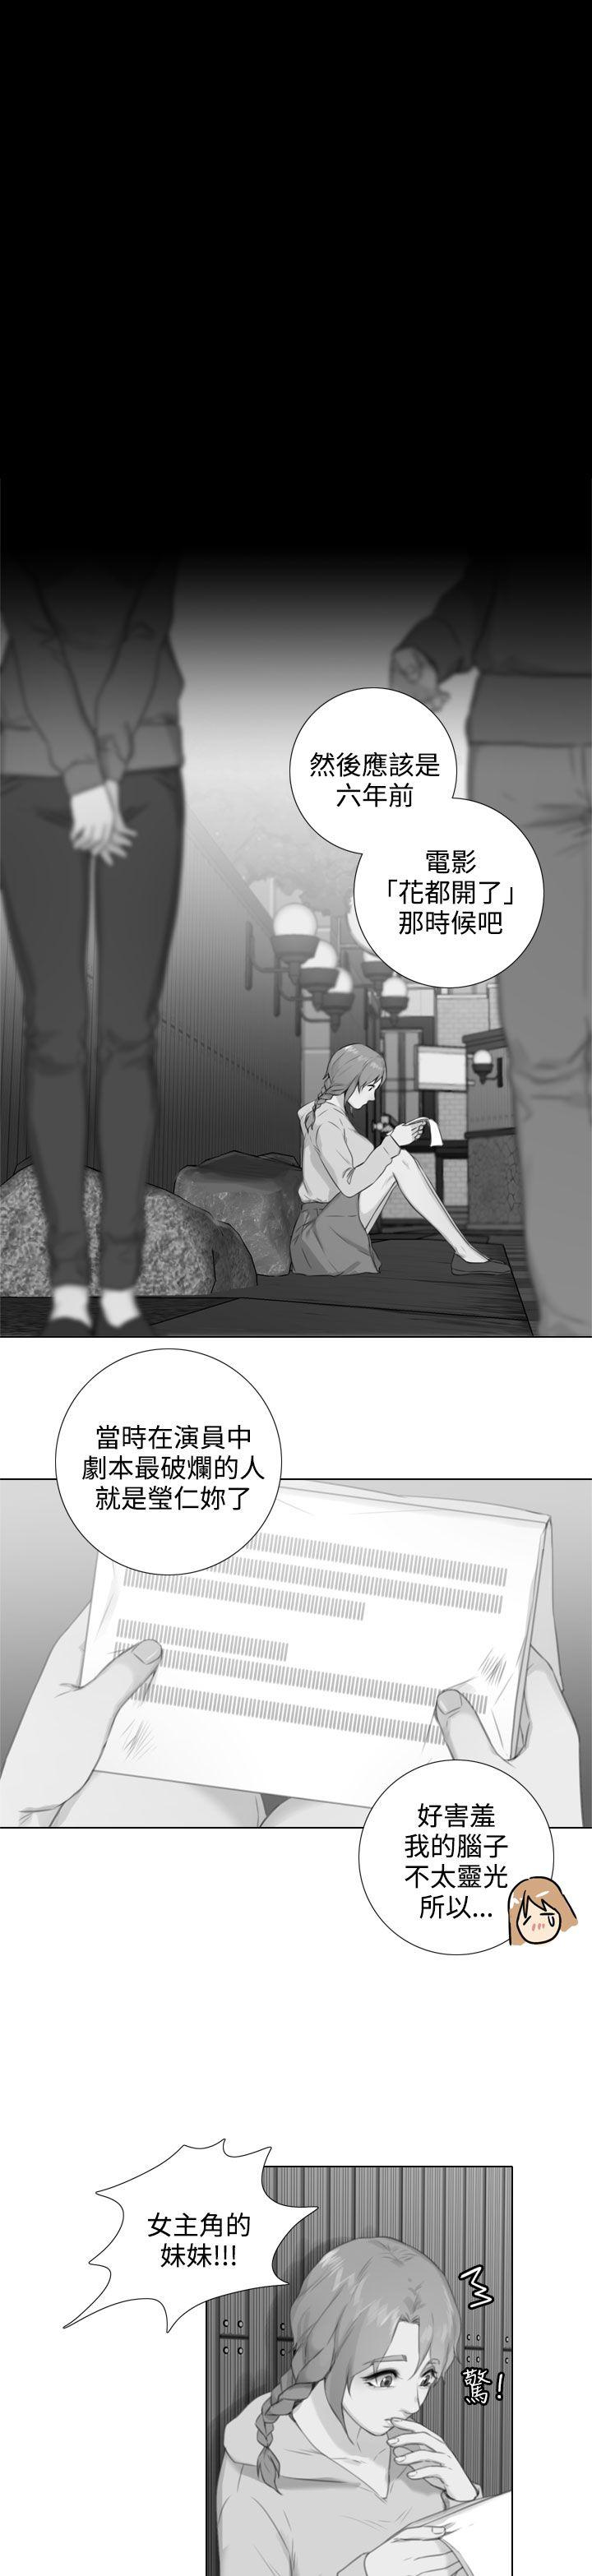 然後應該是
六年前
電影
「花都開了」
那時候吧
當時在演員中
劇本最破爛的人
就是瑩仁妳了
好害羞
我的腦子
不太靈光
所以...
女主角的
妹妹!!!
驚!